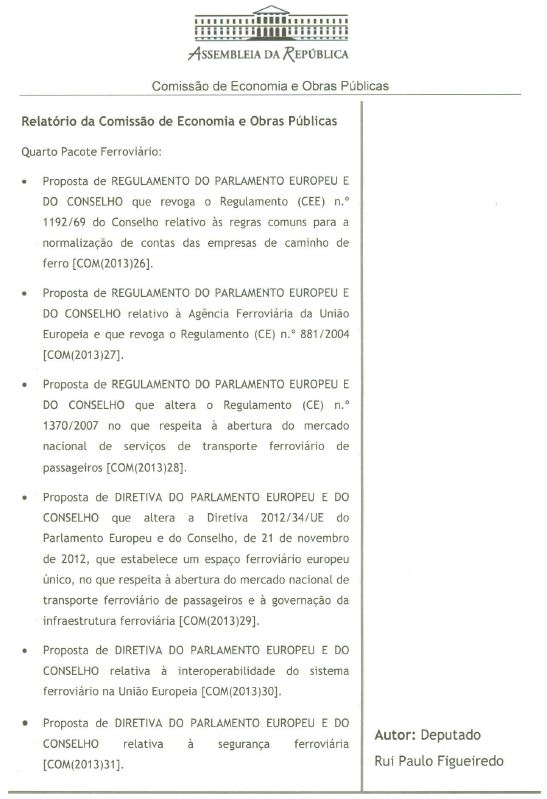 ASSEMBLEIA DA REPÚBLICA
Comissão de Economia e Obras Públicas
Relatório da Comissão de Economia e Obras Públicas
Quarto Pacote Ferroviário:
• Proposta de REGULAMENTO DO PARLAMENTO EUROPEU E
DO CONSELHO que revoga o Regulamento (CEE) n.º
1192/69 do Conselho relativo às regras comuns para a
normalização de contas das empresas de caminho de
ferro [COM(2013)26].
• Proposta de REGULAMENTO DO PARLAMENTO EUROPEU E
DO CONSELHO relativo à Agência Ferroviária da União
Europeia e que revoga o Regulamento (CE) n.º 881/2004
[COM(2013)27].
• Proposta de REGULAMENTO DO PARLAMENTO EUROPEU E
DO CONSELHO que altera o Regulamento (CE) n.º
1370/2007 no que respeita à abertura do mercado
nacional de serviços de transporte ferroviário de
passageiros [COM(2013)28].
• Proposta de DIRETIVA DO PARLAMENTO EUROPEU E DO
CONSELHO que altera a Diretiva 2012/34/UE do
Parlamento Europeu e do Conselho, de 21 de novembro
de 2012, que estabelece um espaço ferroviário europeu
único, no que respeita à abertura do mercado nacional de
transporte ferroviário de passageiros e à governação da
infraestrutura ferroviária [COM(2013)29].
• Proposta de DIRETIVA DO PARLAMENTO EUROPEU E DO
CONSELHO relativa à interoperabilidade do sistema
ferroviário na União Europeia [COM(2013)30].
• Proposta de DIRETIVA DO PARLAMENTO EUROPEU E DO
CONSELHO relativa à segurança ferroviária
[COM(2013)31].
Autor: Deputado
Rui Paulo Figueiredo